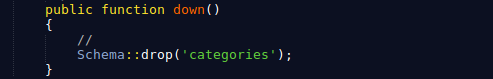 public function down()
{
//
Schema::drop('categories');
}